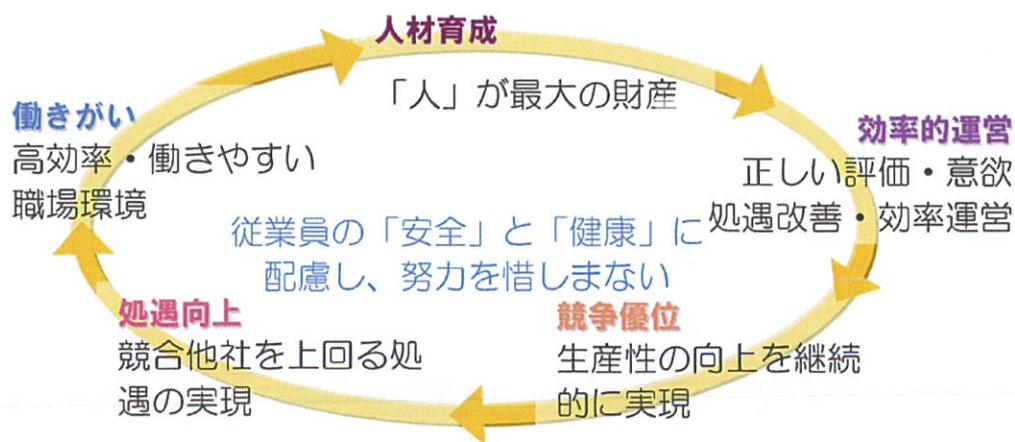 人材育成
「人」が最大の財産
効率的運営
正しい評価・意欲
処遇改善・効率運営
競争優位
生産性の向上を継続
的に実現
処遇向上
競合他社を上回る処
遇の実現
働きがい
高効率・働きやすい
職場環境
従業員の「安全」と「健康」に
配慮し、努力を惜しまない